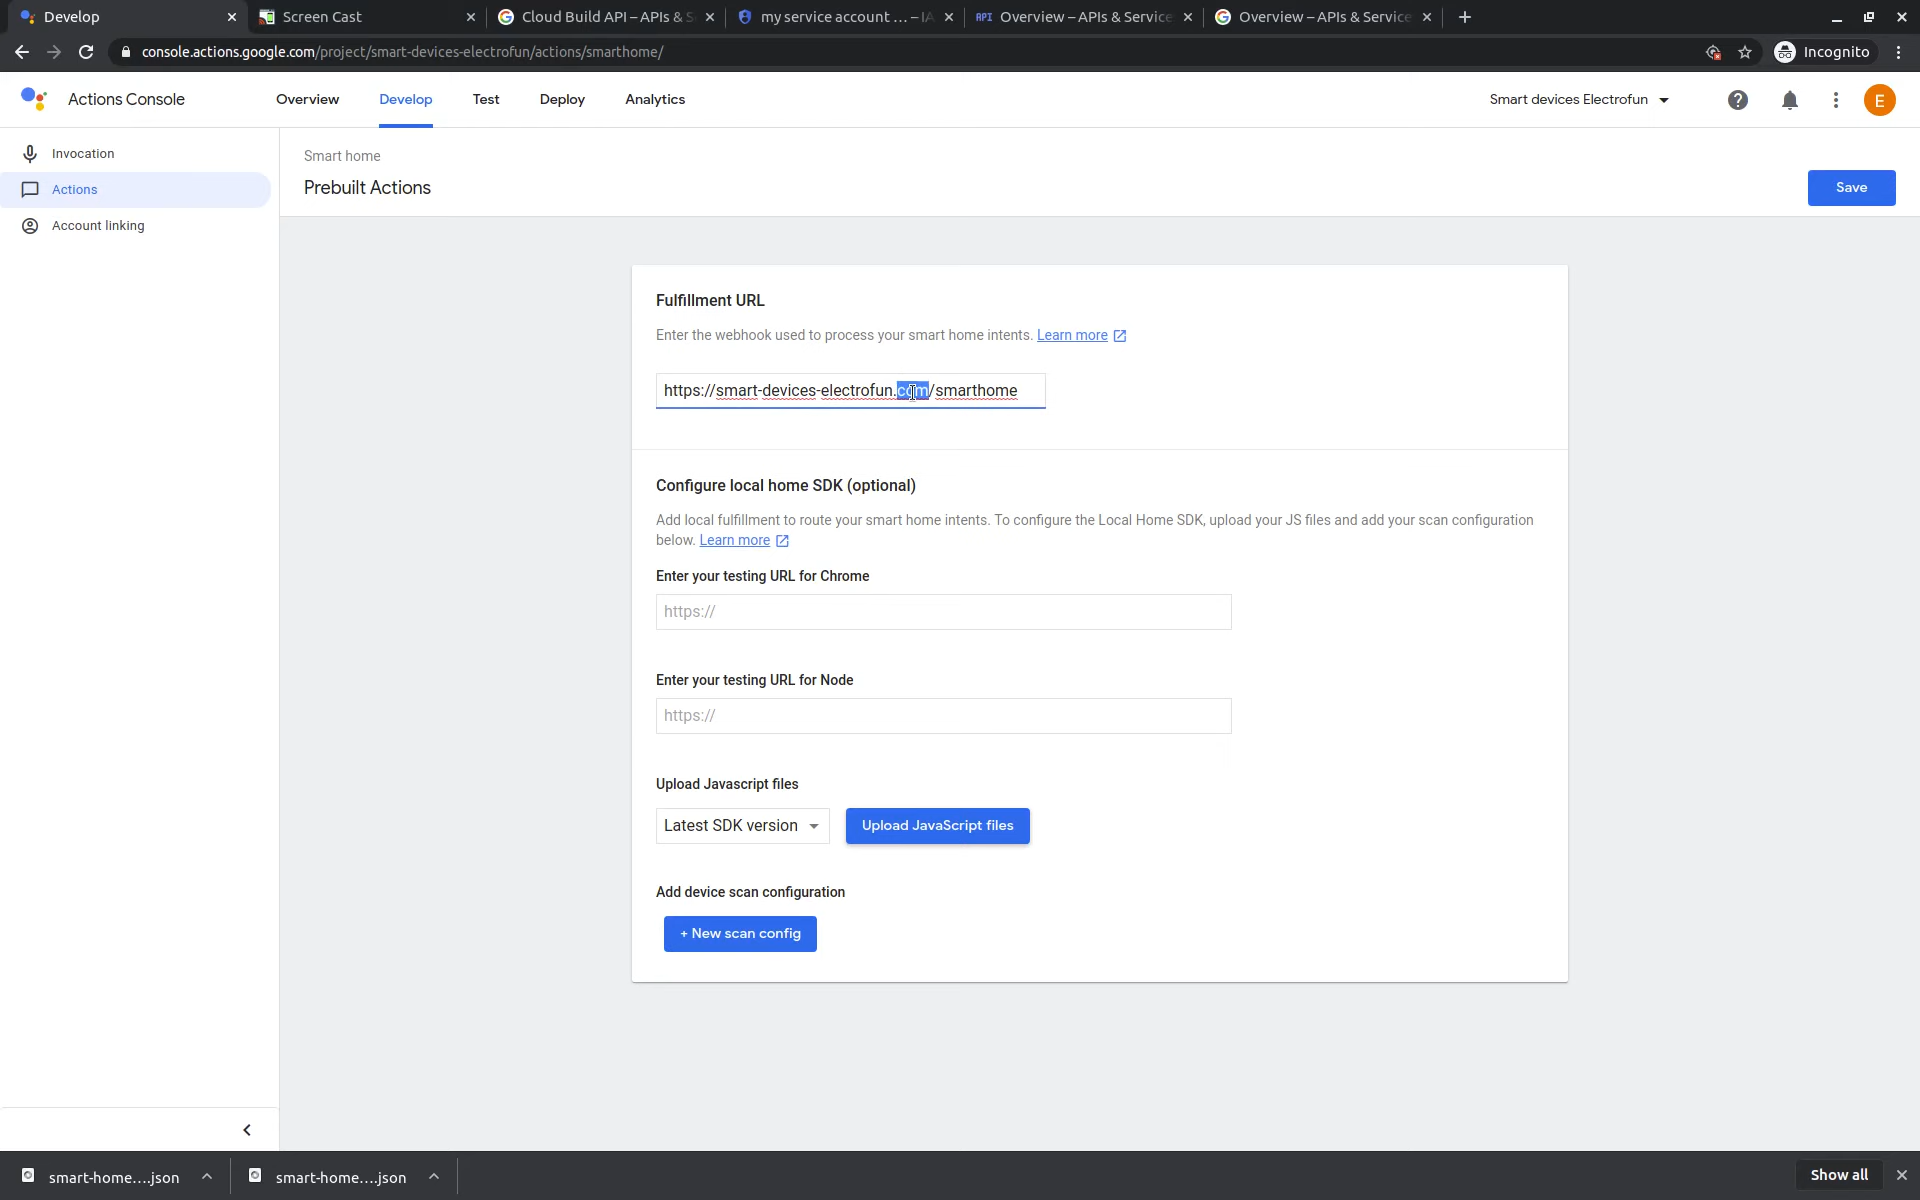 Develop
Screen Cast
Cloud Build API – APIs & S
my service account ... – IA
API Overview – APIs & Service
Overview – APIs & Service
console.actions.google.com/project/smart-devices-electrofun/actions/smarthome/
Incognito
Actions Console
Overview
Develop
Test
Deploy
Analytics
Smart devices Electrofun
E
Invocation
Actions
Account linking
Smart home
Prebuilt Actions
Save
Fulfillment URL
Enter the webhook used to process your smart home intents. Learn more
https://smart-devices-electrofun.com/smarthome
Configure local home SDK (optional)
Add local fulfillment to route your smart home intents. To configure the Local Home SDK, upload your JS files and add your scan configuration
below. Learn more
Enter your testing URL for Chrome
https://
Enter your testing URL for Node
https://
Upload Javascript files
Latest SDK version
Upload JavaScript files
Add device scan configuration
+ New scan config
smart-home....json
smart-home....json
Show all